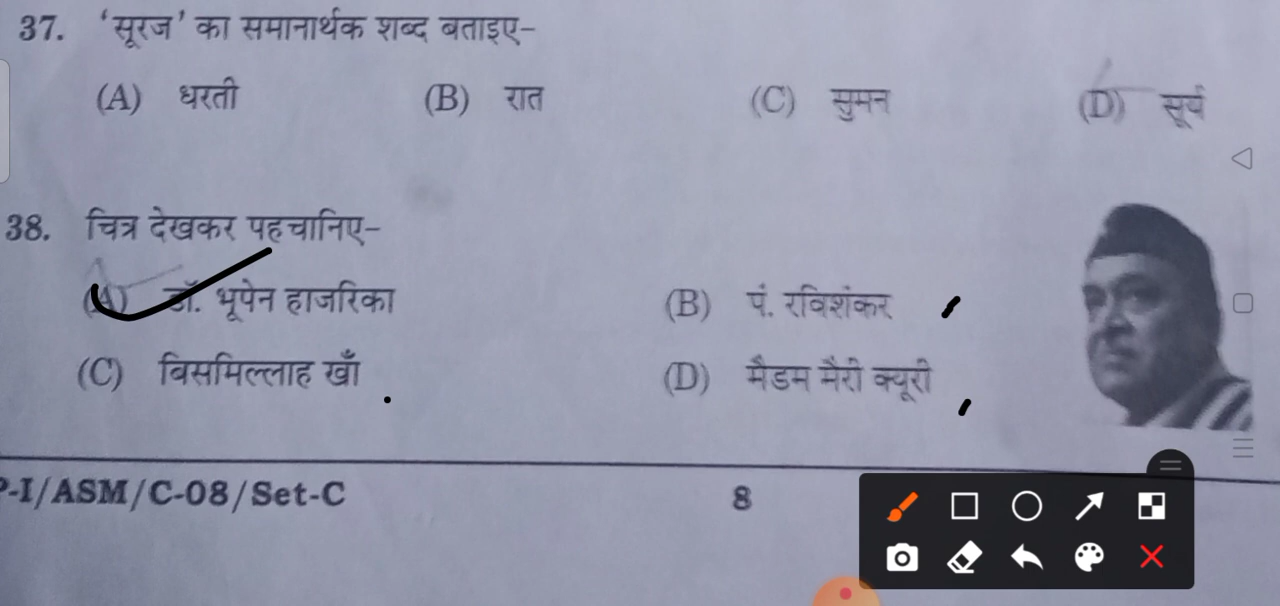 37. 'सूरज' का समानार्थक शब्द बताइए-
(A) धरती (B) रात (C) सुमन (D) सूर्य
38. चित्र देखकर पहचानिए-
(A) डॉ. भूपेन हाजरिका (B) पं. रविशंकर
(C) बिसमिल्लाह खाँ (D) मैडम मैरी क्यूरी
P-I/ASM/C-08/Set-C 8